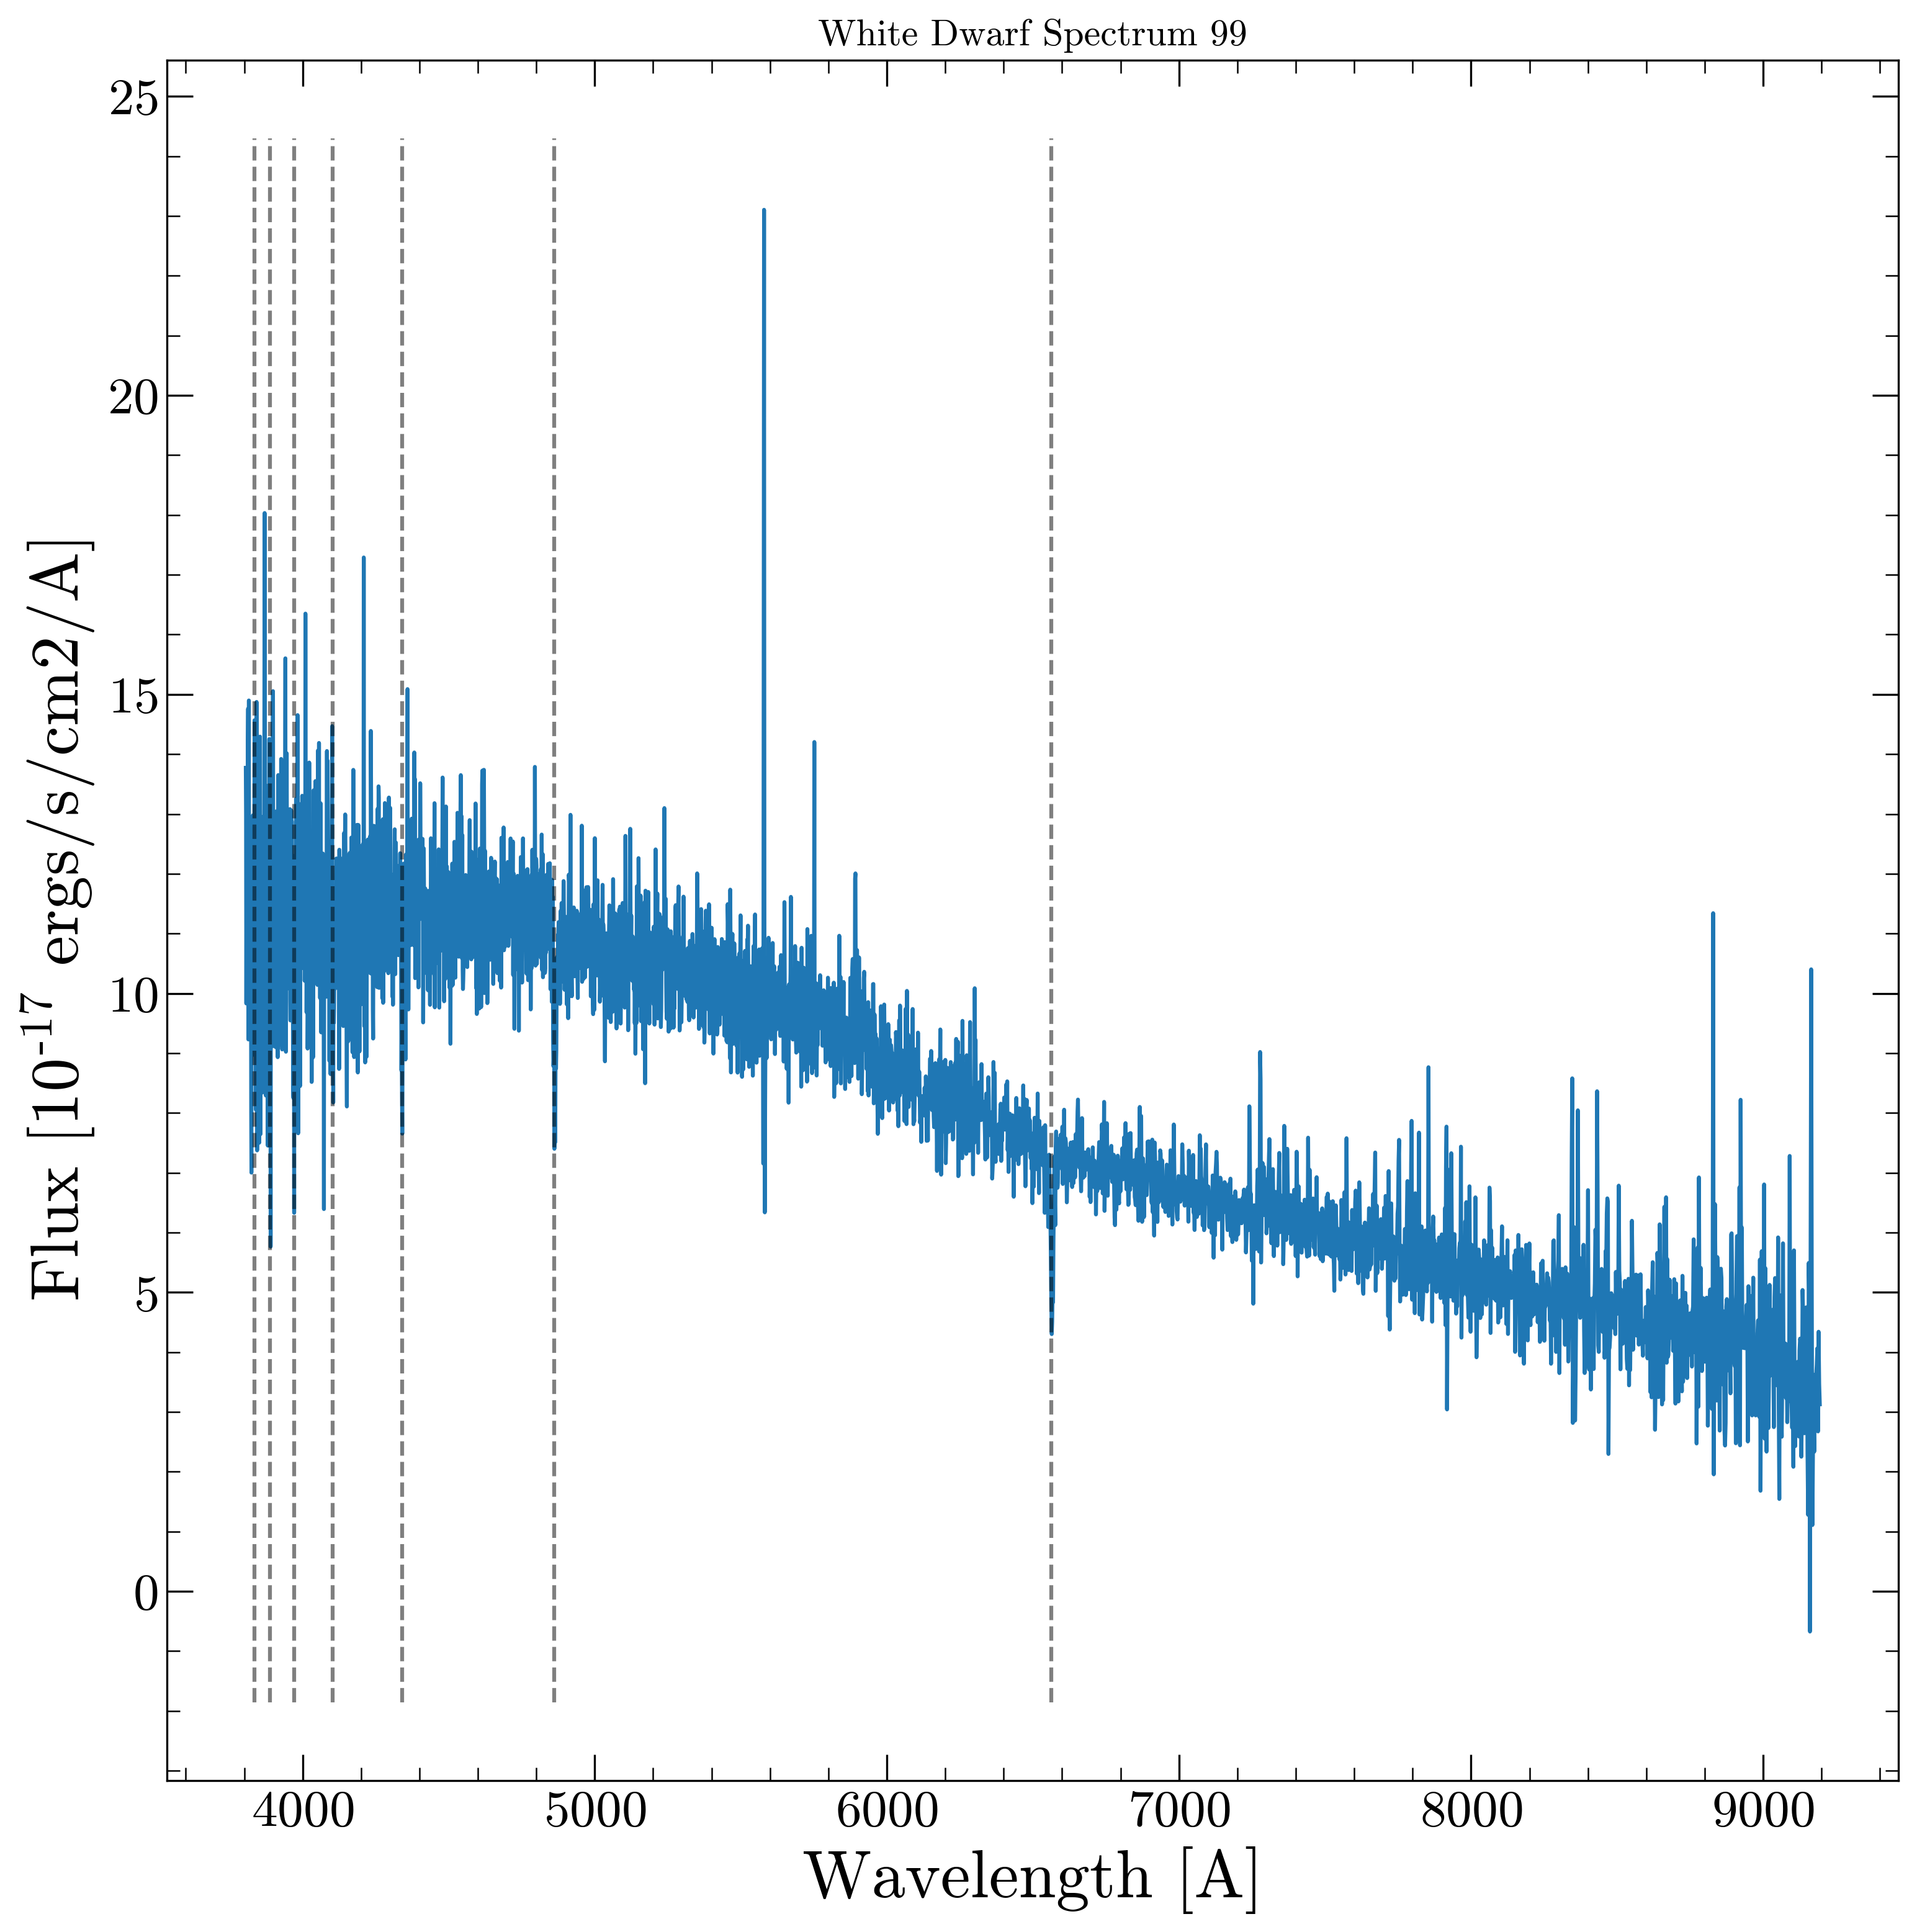 White Dwarf Spectrum 99
25
20
15
10
5
0
Flux [10⁻¹⁷ ergs/s/cm2/A]
4000 5000 6000 7000 8000 9000
Wavelength [A]